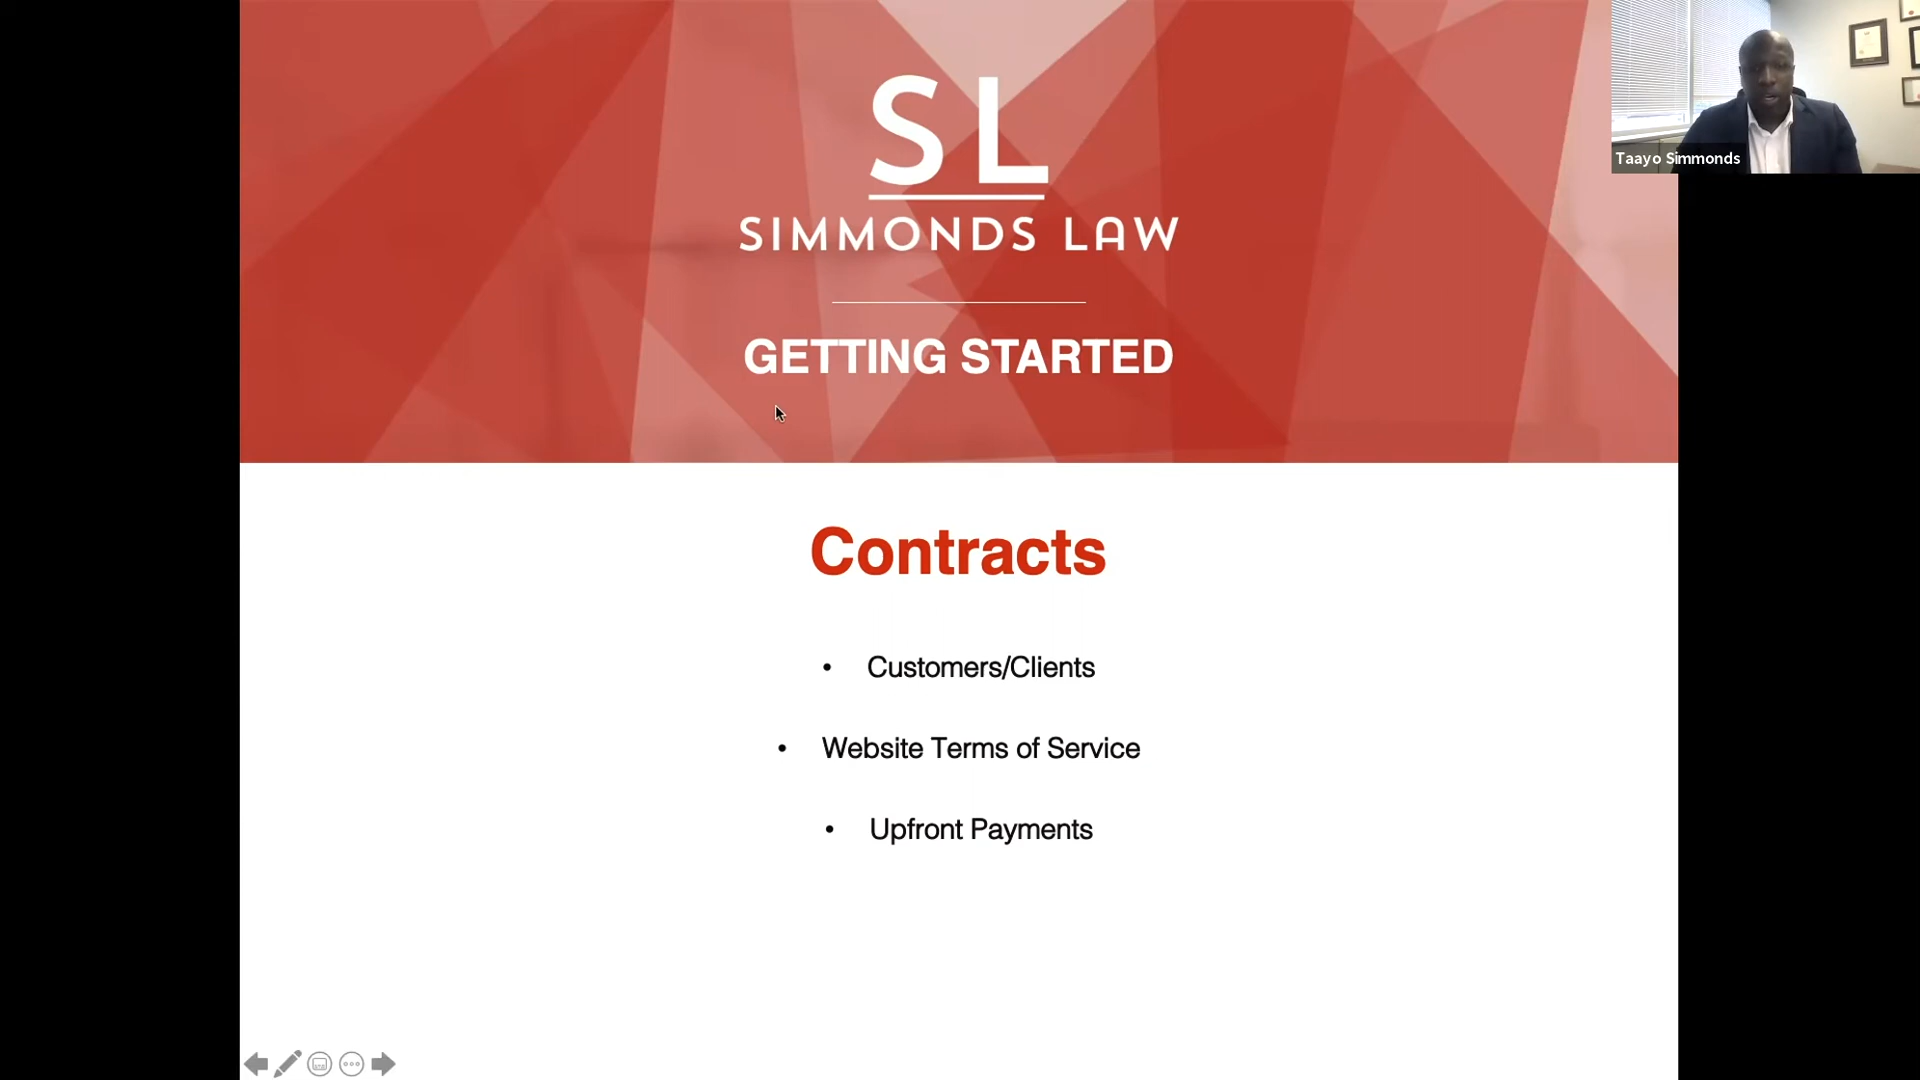 SL
SIMMONDS LAW
GETTING STARTED
Taayo Simmonds
Contracts
• Customers/Clients
• Website Terms of Service
• Upfront Payments